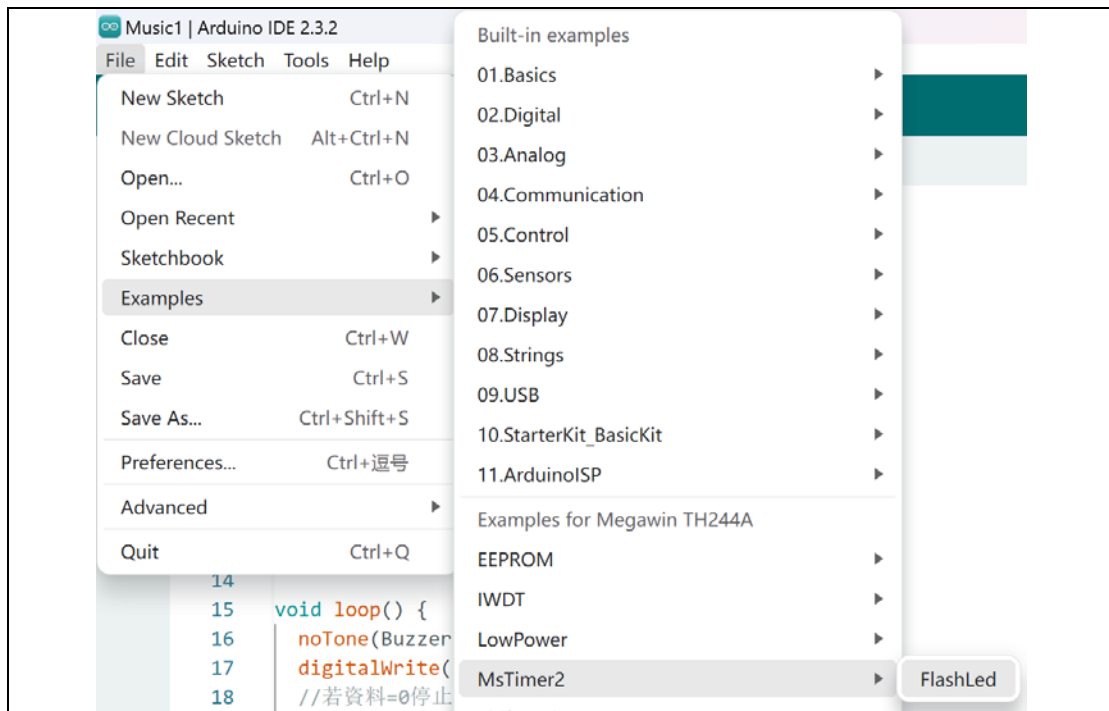 Music1 | Arduino IDE 2.3.2
File Edit Sketch Tools Help
New Sketch Ctrl+N
New Cloud Sketch Alt+Ctrl+N
Open... Ctrl+O
Open Recent
Sketchbook
Examples
Close Ctrl+W
Save Ctrl+S
Save As... Ctrl+Shift+S
Preferences... Ctrl+逗号
Advanced
Quit Ctrl+Q
Built-in examples
01.Basics
02.Digital
03.Analog
04.Communication
05.Control
06.Sensors
07.Display
08.Strings
09.USB
10.StarterKit_BasicKit
11.ArduinoISP
Examples for Megawin TH244A
EEPROM
IWDT
LowPower
MsTimer2
FlashLed
14
15 void loop() {
16 noTone(Buzzer
17 digitalWrite(
18 //若资料=0停止